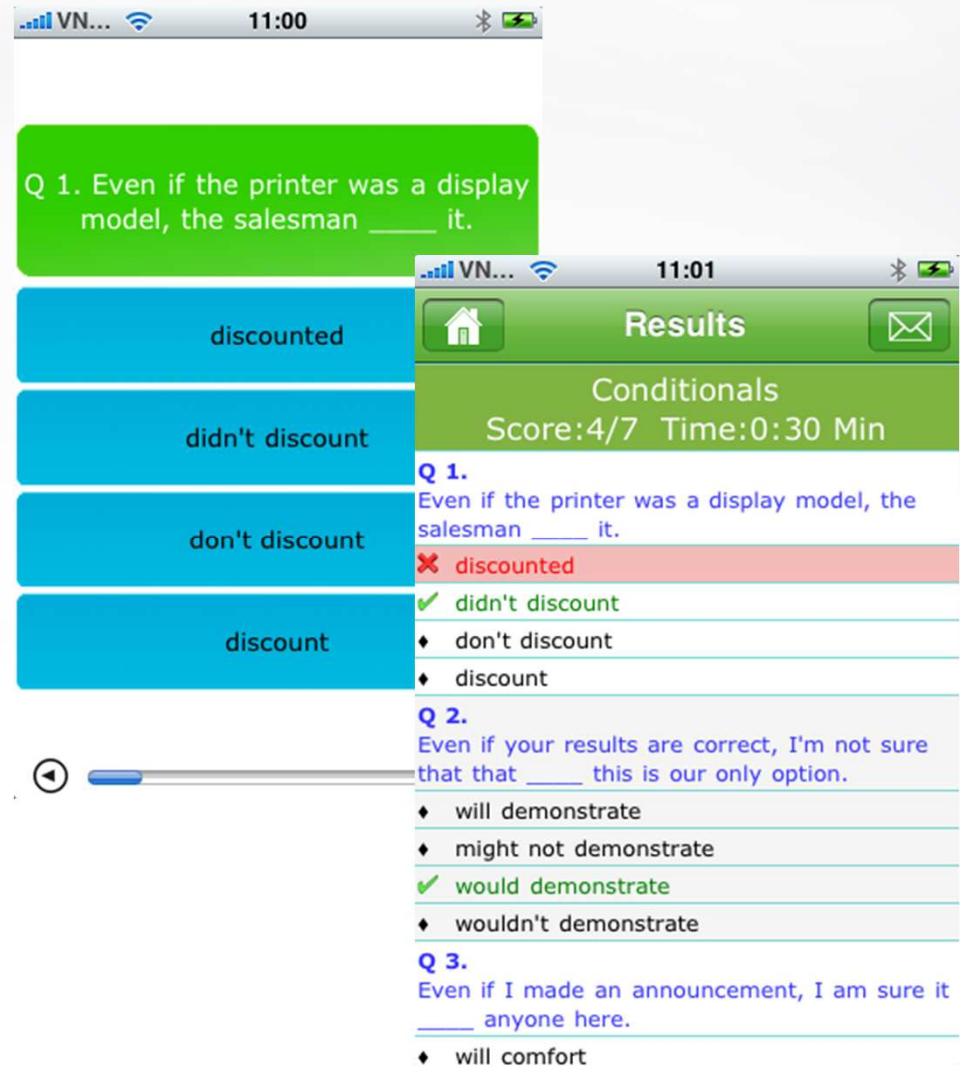 VN... 11:00
Q 1. Even if the printer was a display
model, the salesman _____ it.
discounted
didn't discount
don't discount
discount
VN... 11:01
Results
Conditionals
Score:4/7 Time:0:30 Min
Q 1.
Even if the printer was a display model, the
salesman _____ it.
discounted
didn't discount
don't discount
discount
Q 2.
Even if your results are correct, I'm not sure
that that _____ this is our only option.
will demonstrate
might not demonstrate
would demonstrate
wouldn't demonstrate
Q 3.
Even if I made an announcement, I am sure it
_____ anyone here.
will comfort